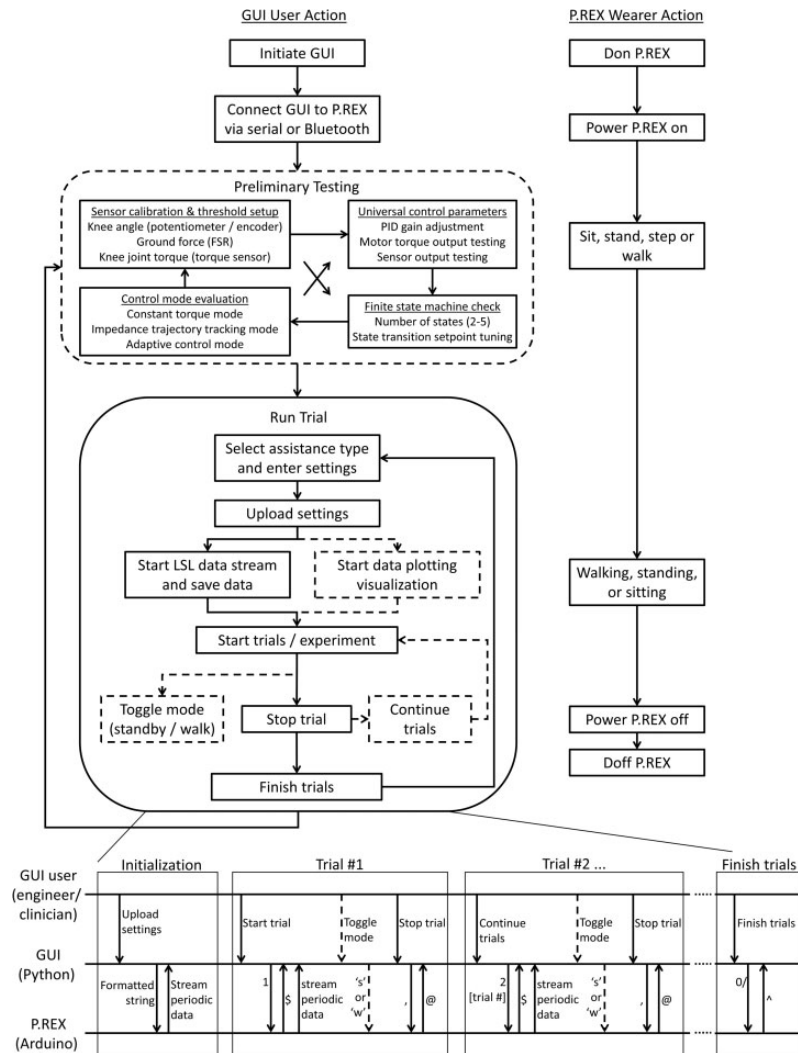 GUI User Action
P.REX Wearer Action
Initiate GUI
Don P.REX
Connect GUI to P.REX
via serial or Bluetooth
Power P.REX on
Preliminary Testing
Sensor calibration & threshold setup
Knee angle (potentiometer / encoder)
Ground force (FSR)
Knee joint torque (torque sensor)
Universal control parameters
PID gain adjustment
Motor torque output testing
Sensor output testing
Control mode evaluation
Constant torque mode
Impedance trajectory tracking mode
Adaptive control mode
Finite state machine check
Number of states (2-5)
State transition setpoint tuning
Sit, stand, step or
walk
Run Trial
Select assistance type
and enter settings
Upload settings
Start LSL data stream
and save data
Start data plotting
visualization
Start trials / experiment
Toggle mode
(standby / walk)
Stop trial
Continue
trials
Finish trials
Walking, standing,
or sitting
Power P.REX off
Doff P.REX
Initialization
Trial #1
Trial #2 ...
Finish trials
GUI user
(engineer/
clinician)
Upload
settings
Start trial
Toggle
mode
Stop trial
Continue
trials
Toggle
mode
Stop trial
Finish trials
GUI
(Python)
Formatted
string
Stream
periodic
data
1
$
stream
periodic
data
's'
or
'w'
,
@
2
[trial #]
$
stream
periodic
data
's'
or
'w'
,
@
0/
^
P.REX
(Arduino)